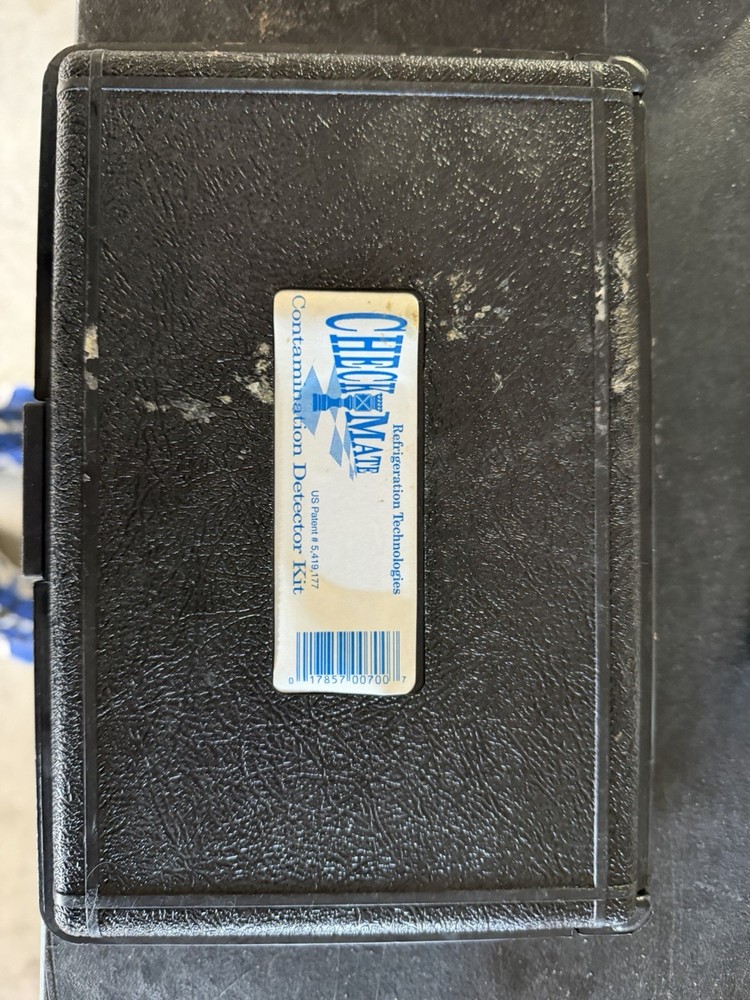 Refrigeration Technologies
CHECK MATE
US Patent # 5,419,177
Contamination Detector Kit
0 17857 00700 7